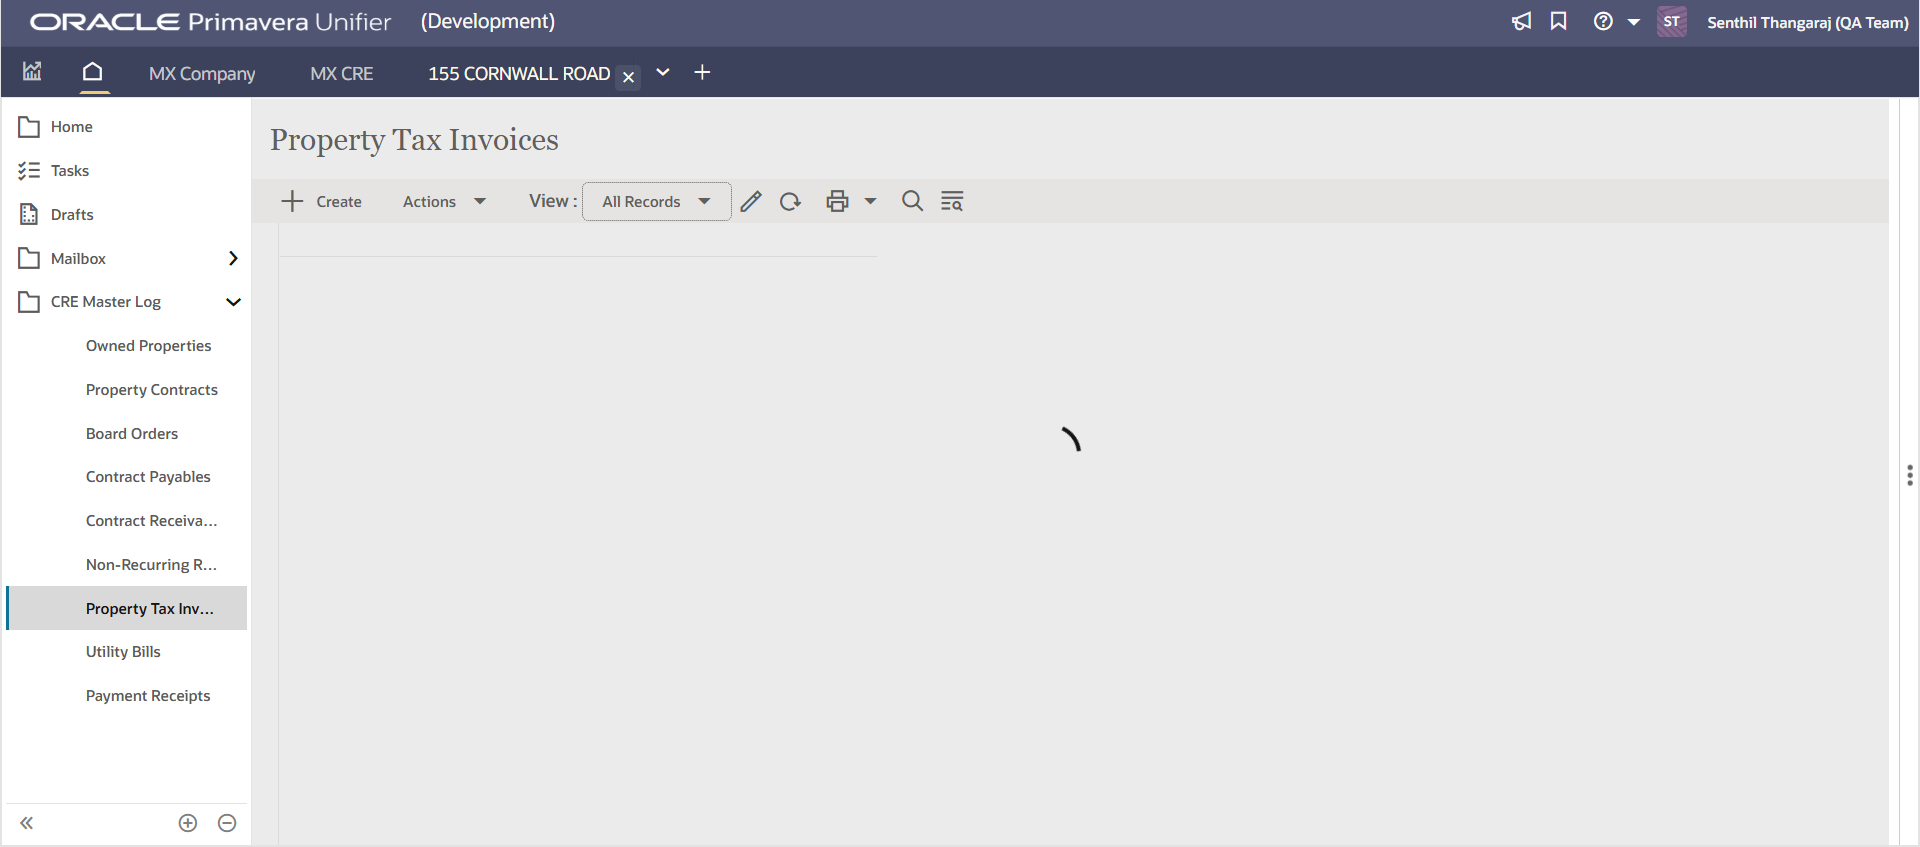 ORACLE Primavera Unifier (Development)
ST Senthil Thangaraj (QA Team)
MX Company MX CRE 155 CORNWALL ROAD
Home
Tasks
Drafts
Mailbox
CRE Master Log
Owned Properties
Property Contracts
Board Orders
Contract Payables
Contract Receiva...
Non-Recurring R...
Property Tax Inv...
Utility Bills
Payment Receipts
Property Tax Invoices
Create Actions View : All Records